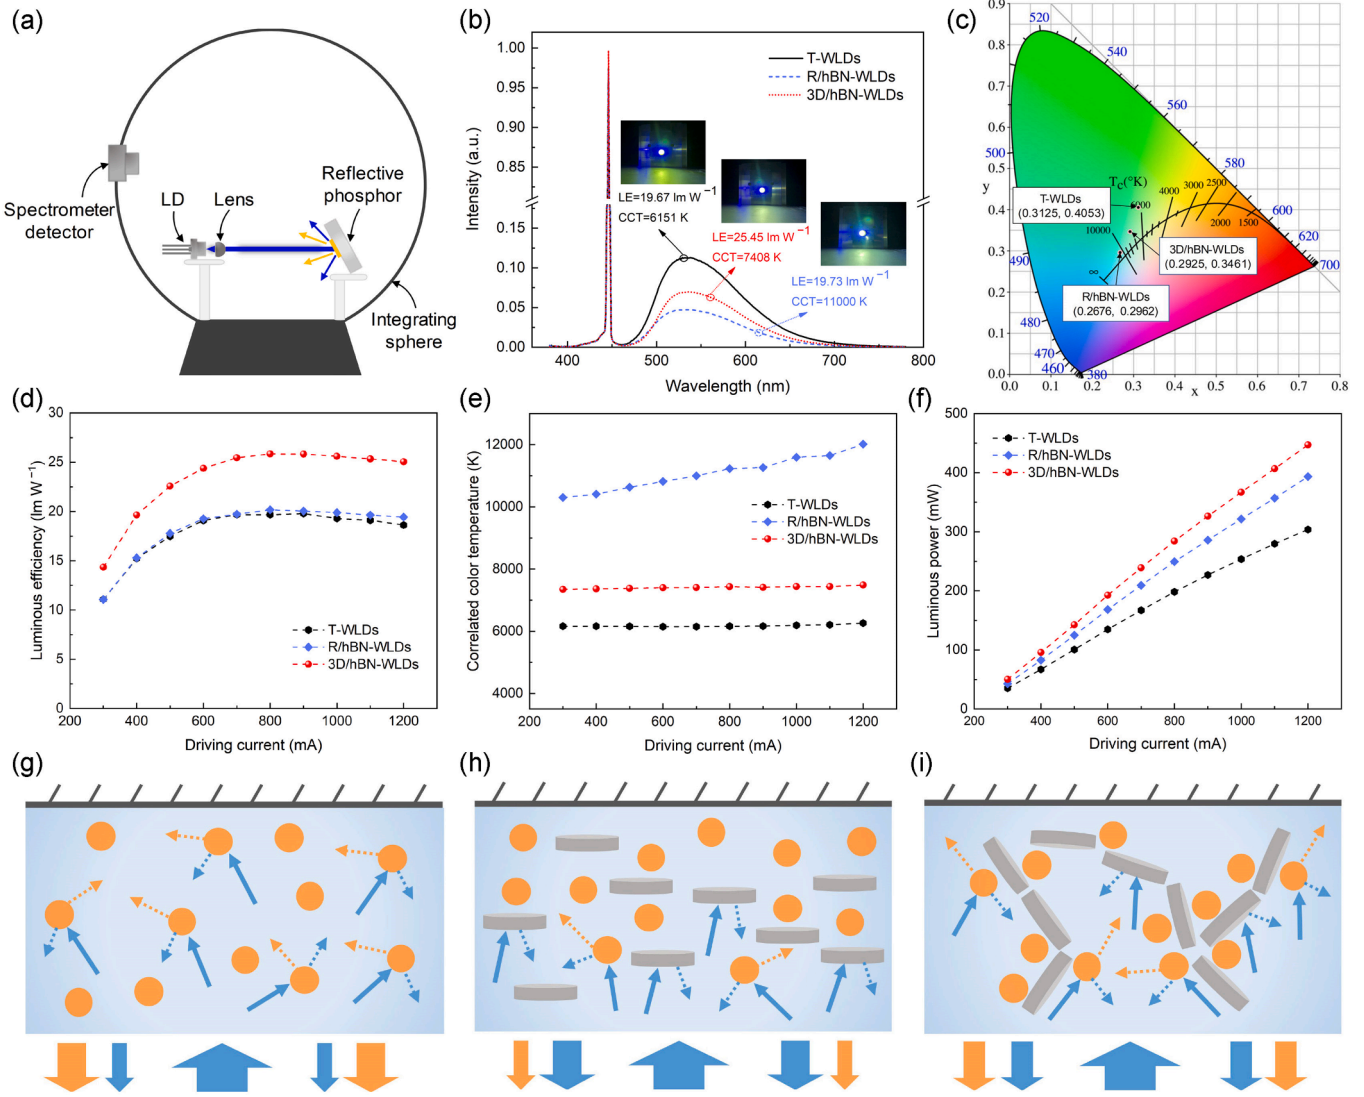 (a)
Spectrometer
detector
LD
Lens
Reflective
phosphor
Integrating
sphere
(b)
T-WLDs
R/hBN-WLDs
3D/hBN-WLDs
LE=19.67 lm W⁻¹
CCT=6151 K
LE=25.45 lm W⁻¹
CCT=7408 K
LE=19.73 lm W⁻¹
CCT=11000 K
Intensity (a.u.)
1.00
0.95
0.90
0.85
0.20
0.15
0.10
0.05
0.00
400 500 600 700 800
Wavelength (nm)
(c)
0.9
0.8
0.7
0.6
0.5
y
0.4
0.3
0.2
0.1
0.0
0.0 0.1 0.2 0.3 0.4 0.5 0.6 0.7 0.8
x
520
540
560
580
600
620
700
500
490
480
470
460
380
Tc(°K)
4000 3000 2500
2000 1500
10000
∞
T-WLDs
(0.3125, 0.4053)
3D/hBN-WLDs
(0.2925, 0.3461)
R/hBN-WLDs
(0.2676, 0.2962)
(d)
Luminous efficiency (lm W⁻¹)
30
25
20
15
10
5
0
T-WLDs
R/hBN-WLDs
3D/hBN-WLDs
200 400 600 800 1000 1200
Driving current (mA)
(e)
Correlated color temperature (K)
12000
10000
8000
6000
4000
T-WLDs
R/hBN-WLDs
3D/hBN-WLDs
200 400 600 800 1000 1200
Driving current (mA)
(f)
Luminous power (mW)
500
400
300
200
100
0
T-WLDs
R/hBN-WLDs
3D/hBN-WLDs
200 400 600 800 1000 1200
Driving current (mA)
(g)
(h)
(i)